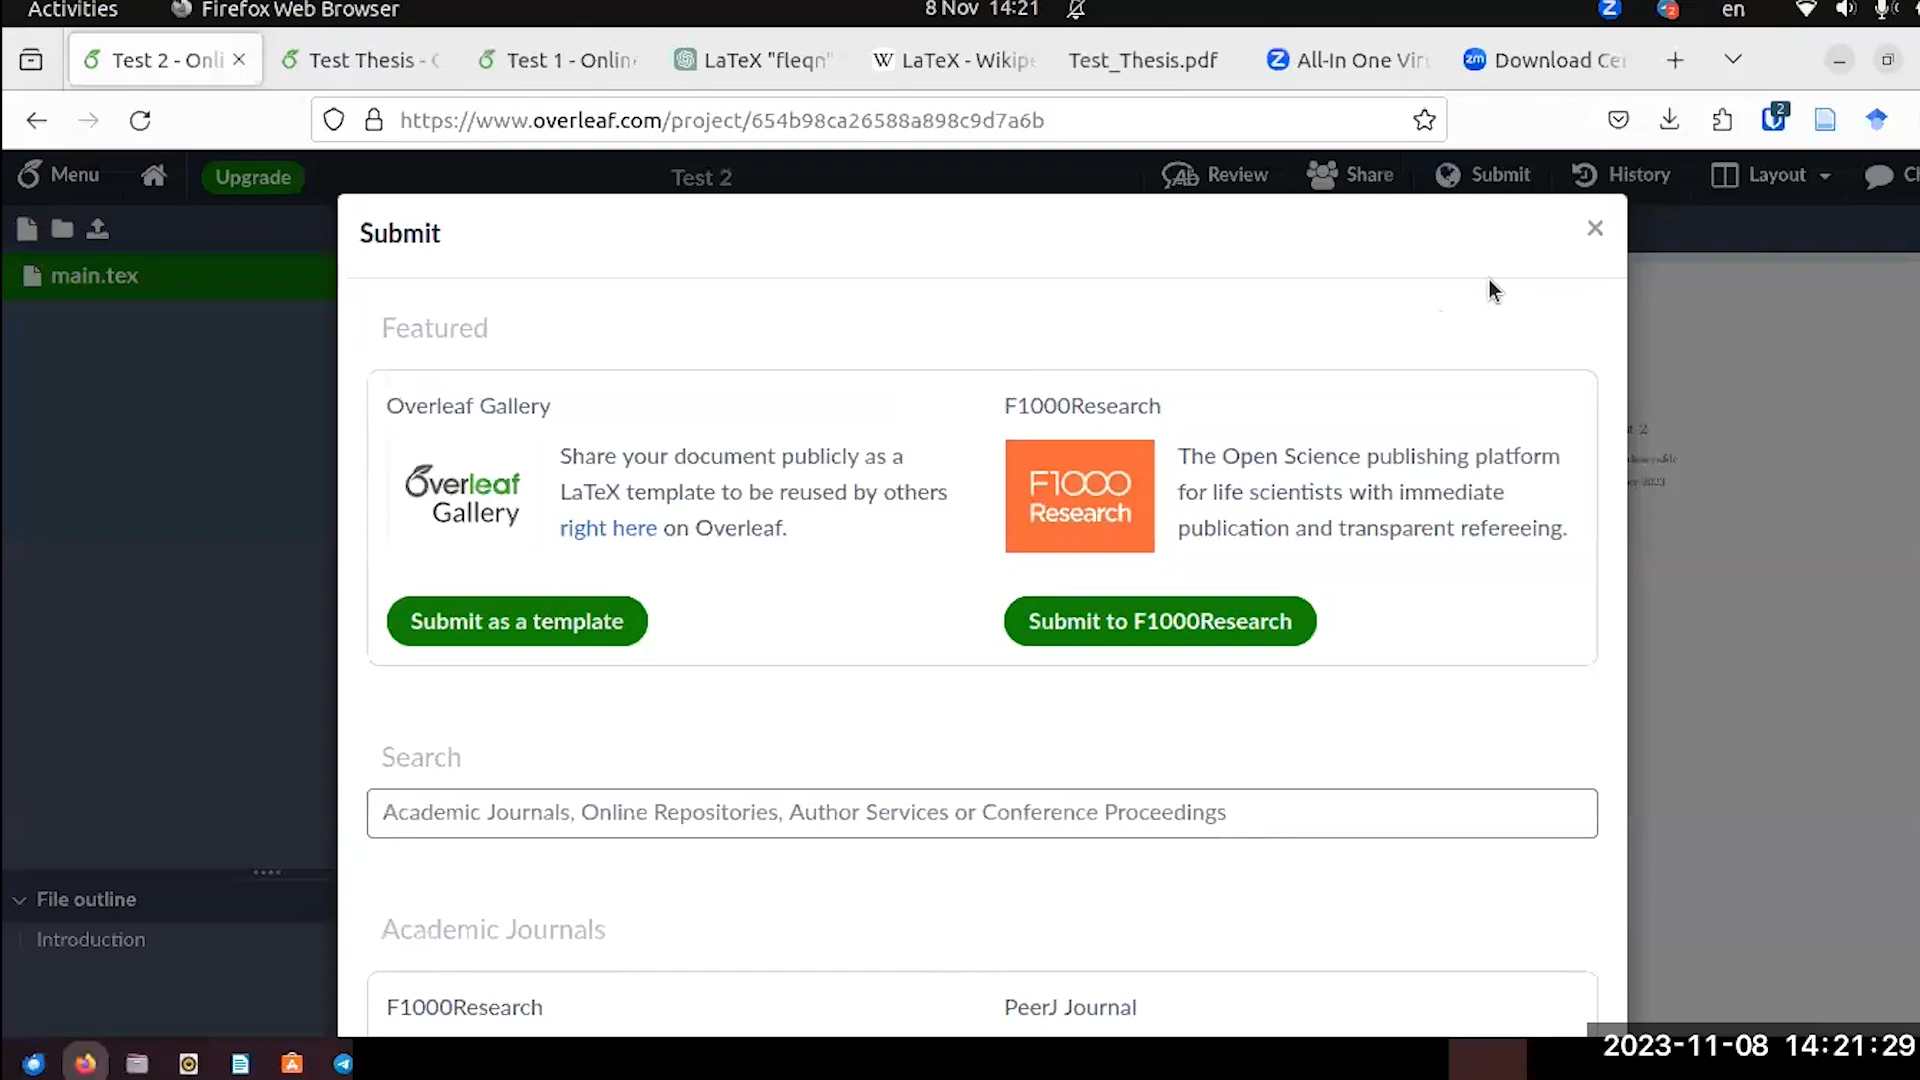 Activities Firefox Web Browser 8 Nov 14:21 Z 2 en
Test 2 - Onli Test Thesis - Test 1 - Onlin LaTeX "fleqn" W LaTeX - Wikipe Test_Thesis.pdf Z All-In One Vir zm Download Ce
https://www.overleaf.com/project/654b98ca26588a898c9d7a6b 2
Menu Upgrade Test 2 Review Share Submit History Layout Ch
Submit
main.tex
Featured
Overleaf Gallery F1000Research
Overleaf Gallery
Share your document publicly as a
LaTeX template to be reused by others
right here on Overleaf.
F1000 Research
The Open Science publishing platform
for life scientists with immediate
publication and transparent refereeing.
Submit as a template Submit to F1000Research
Search
Academic Journals, Online Repositories, Author Services or Conference Proceedings
File outline
Introduction
Academic Journals
F1000Research PeerJ Journal
2023-11-08 14:21:29